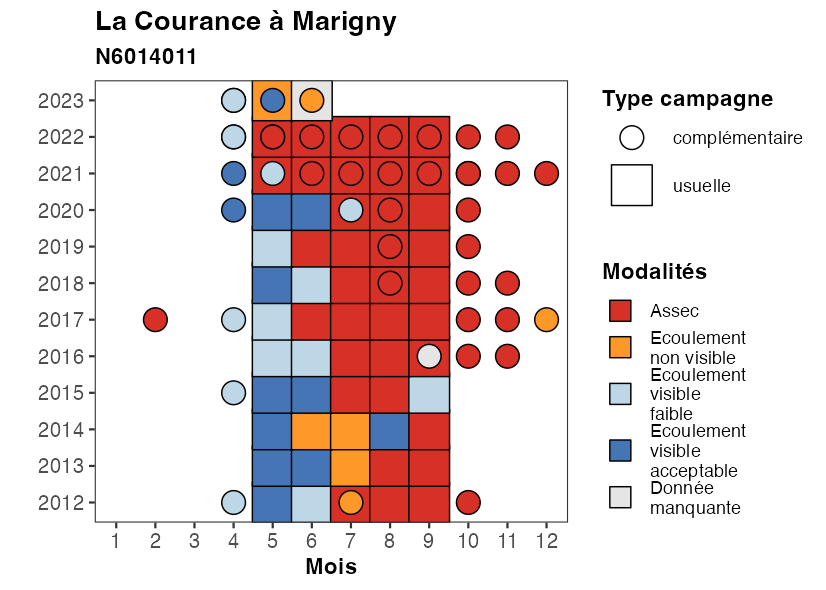 La Courance à Marigny
N6014011
2023
2022
2021
2020
2019
2018
2017
2016
2015
2014
2013
2012
1 2 3 4 5 6 7 8 9 10 11 12
Mois
Type campagne
complémentaire
usuelle
Modalités
Assec
Ecoulement
non visible
Ecoulement
visible
faible
Ecoulement
visible
acceptable
Donnée
manquante